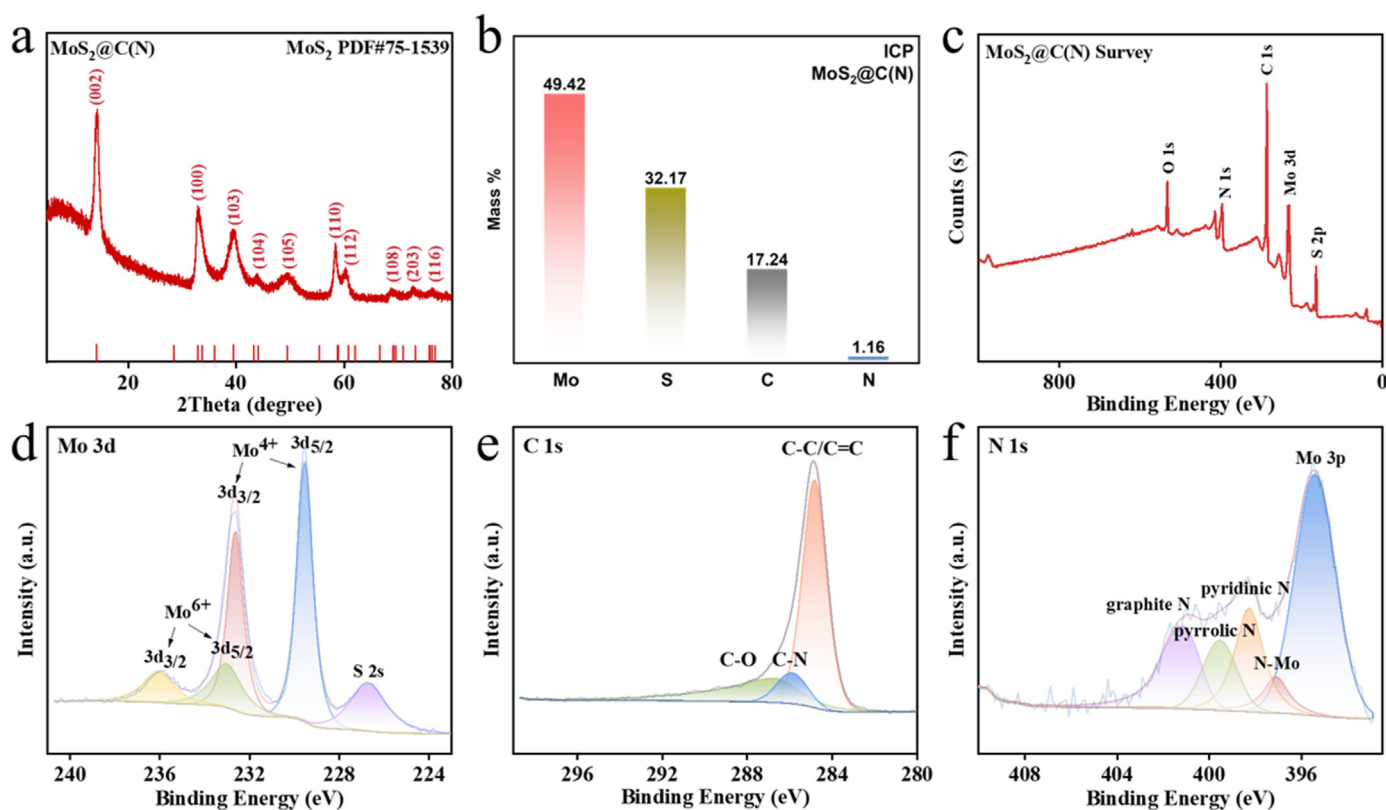 a
MoS₂@C(N)
MoS₂ PDF#75-1539
(002)
(100)
(103)
(104)
(105)
(110)
(112)
(108)
(203)
(116)
20
40
60
80
2Theta (degree)
b
ICP
MoS₂@C(N)
49.42
32.17
17.24
1.16
Mass %
Mo
S
C
N
c
MoS₂@C(N) Survey
O 1s
N 1s
C 1s
Mo 3d
S 2p
Counts (s)
800
400
0
Binding Energy (eV)
d
Mo 3d
Mo⁴⁺
3d₅/₂
3d₃/₂
Mo⁶⁺
3d₃/₂
3d₅/₂
S 2s
Intensity (a.u.)
240
236
232
229
227
224
Binding Energy (eV)
e
C 1s
C-C/C=C
C-O
C-N
Intensity (a.u.)
296
292
288
284
280
Binding Energy (eV)
f
N 1s
Mo 3p
graphite N
pyridinic N
pyrrolic N
N-Mo
Intensity (a.u.)
408
404
400
396
Binding Energy (eV)